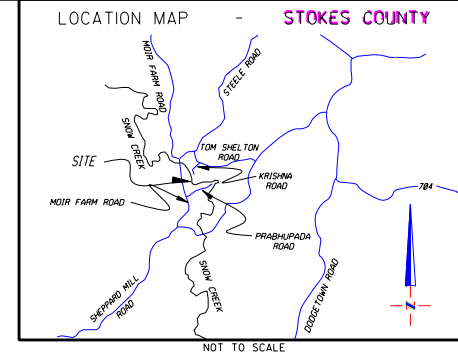 LOCATION MAP - STOKES COUNTY
MOIR FARM
ROAD
STEELE ROAD
SNOW CREEK
TOM SHELTON
ROAD
SITE
KRISHNA
ROAD
704
MOIR FARM ROAD
PRABHUPADA
ROAD
SHEPPARD MILL
ROAD
SNOW
CREEK
DODGETOWN ROAD
N
NOT TO SCALE